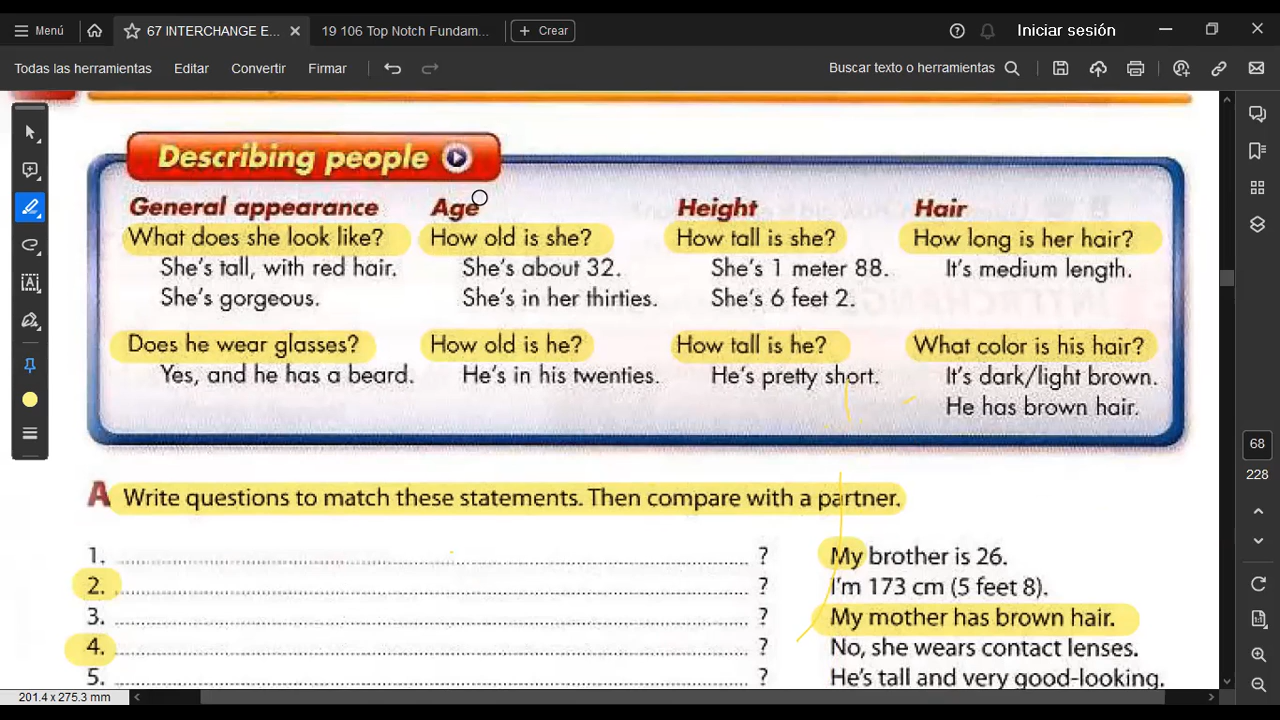 Menú
67 INTERCHANGE E...
19 106 Top Notch Fundam...
Crear
Iniciar sesión
Todas las herramientas
Editar
Convertir
Firmar
Buscar texto o herramientas
Describing people
General appearance
What does she look like?
She's tall, with red hair.
She's gorgeous.
Does he wear glasses?
Yes, and he has a beard.
Age
How old is she?
She's about 32.
She's in her thirties.
How old is he?
He's in his twenties.
Height
How tall is she?
She's 1 meter 88.
She's 6 feet 2.
How tall is he?
He's pretty short.
Hair
How long is her hair?
It's medium length.
What color is his hair?
It's dark/light brown.
He has brown hair.
A Write questions to match these statements. Then compare with a partner.
1. ? My brother is 26.
2. ? I'm 173 cm (5 feet 8).
3. ? My mother has brown hair.
4. ? No, she wears contact lenses.
5. ? He's tall and very good-looking.
68
228
201.4 x 275.3 mm